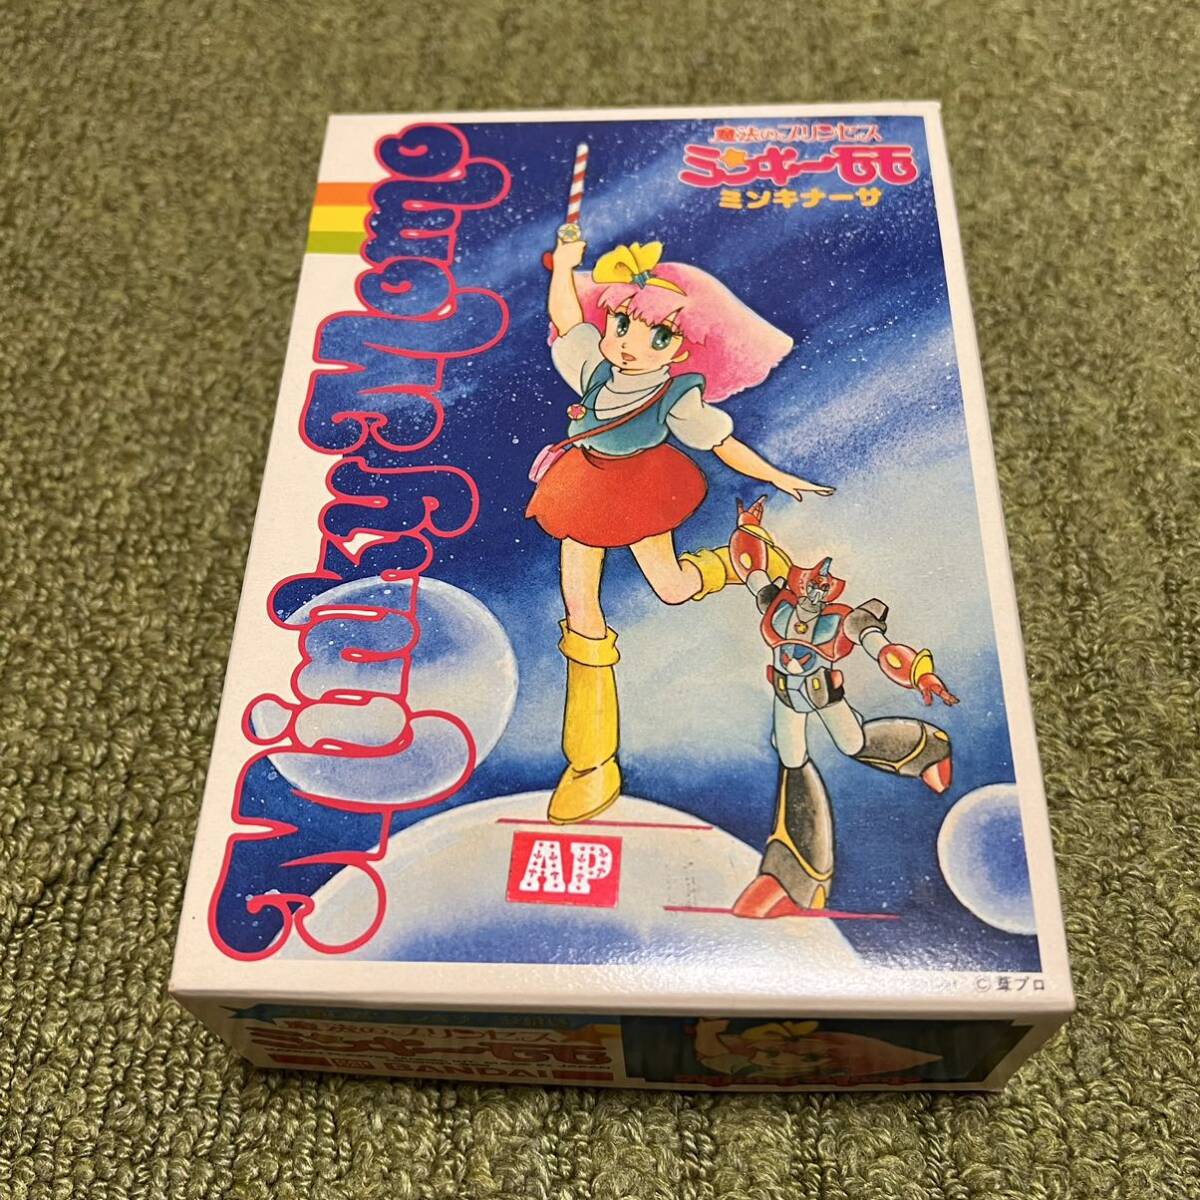 魔法のプリンセス
ミンキーモモ
ミンキナーサ
Minky Momo
AP
©葦プロ
魔法のプリンセス
ミンキーモモ
BANDAI